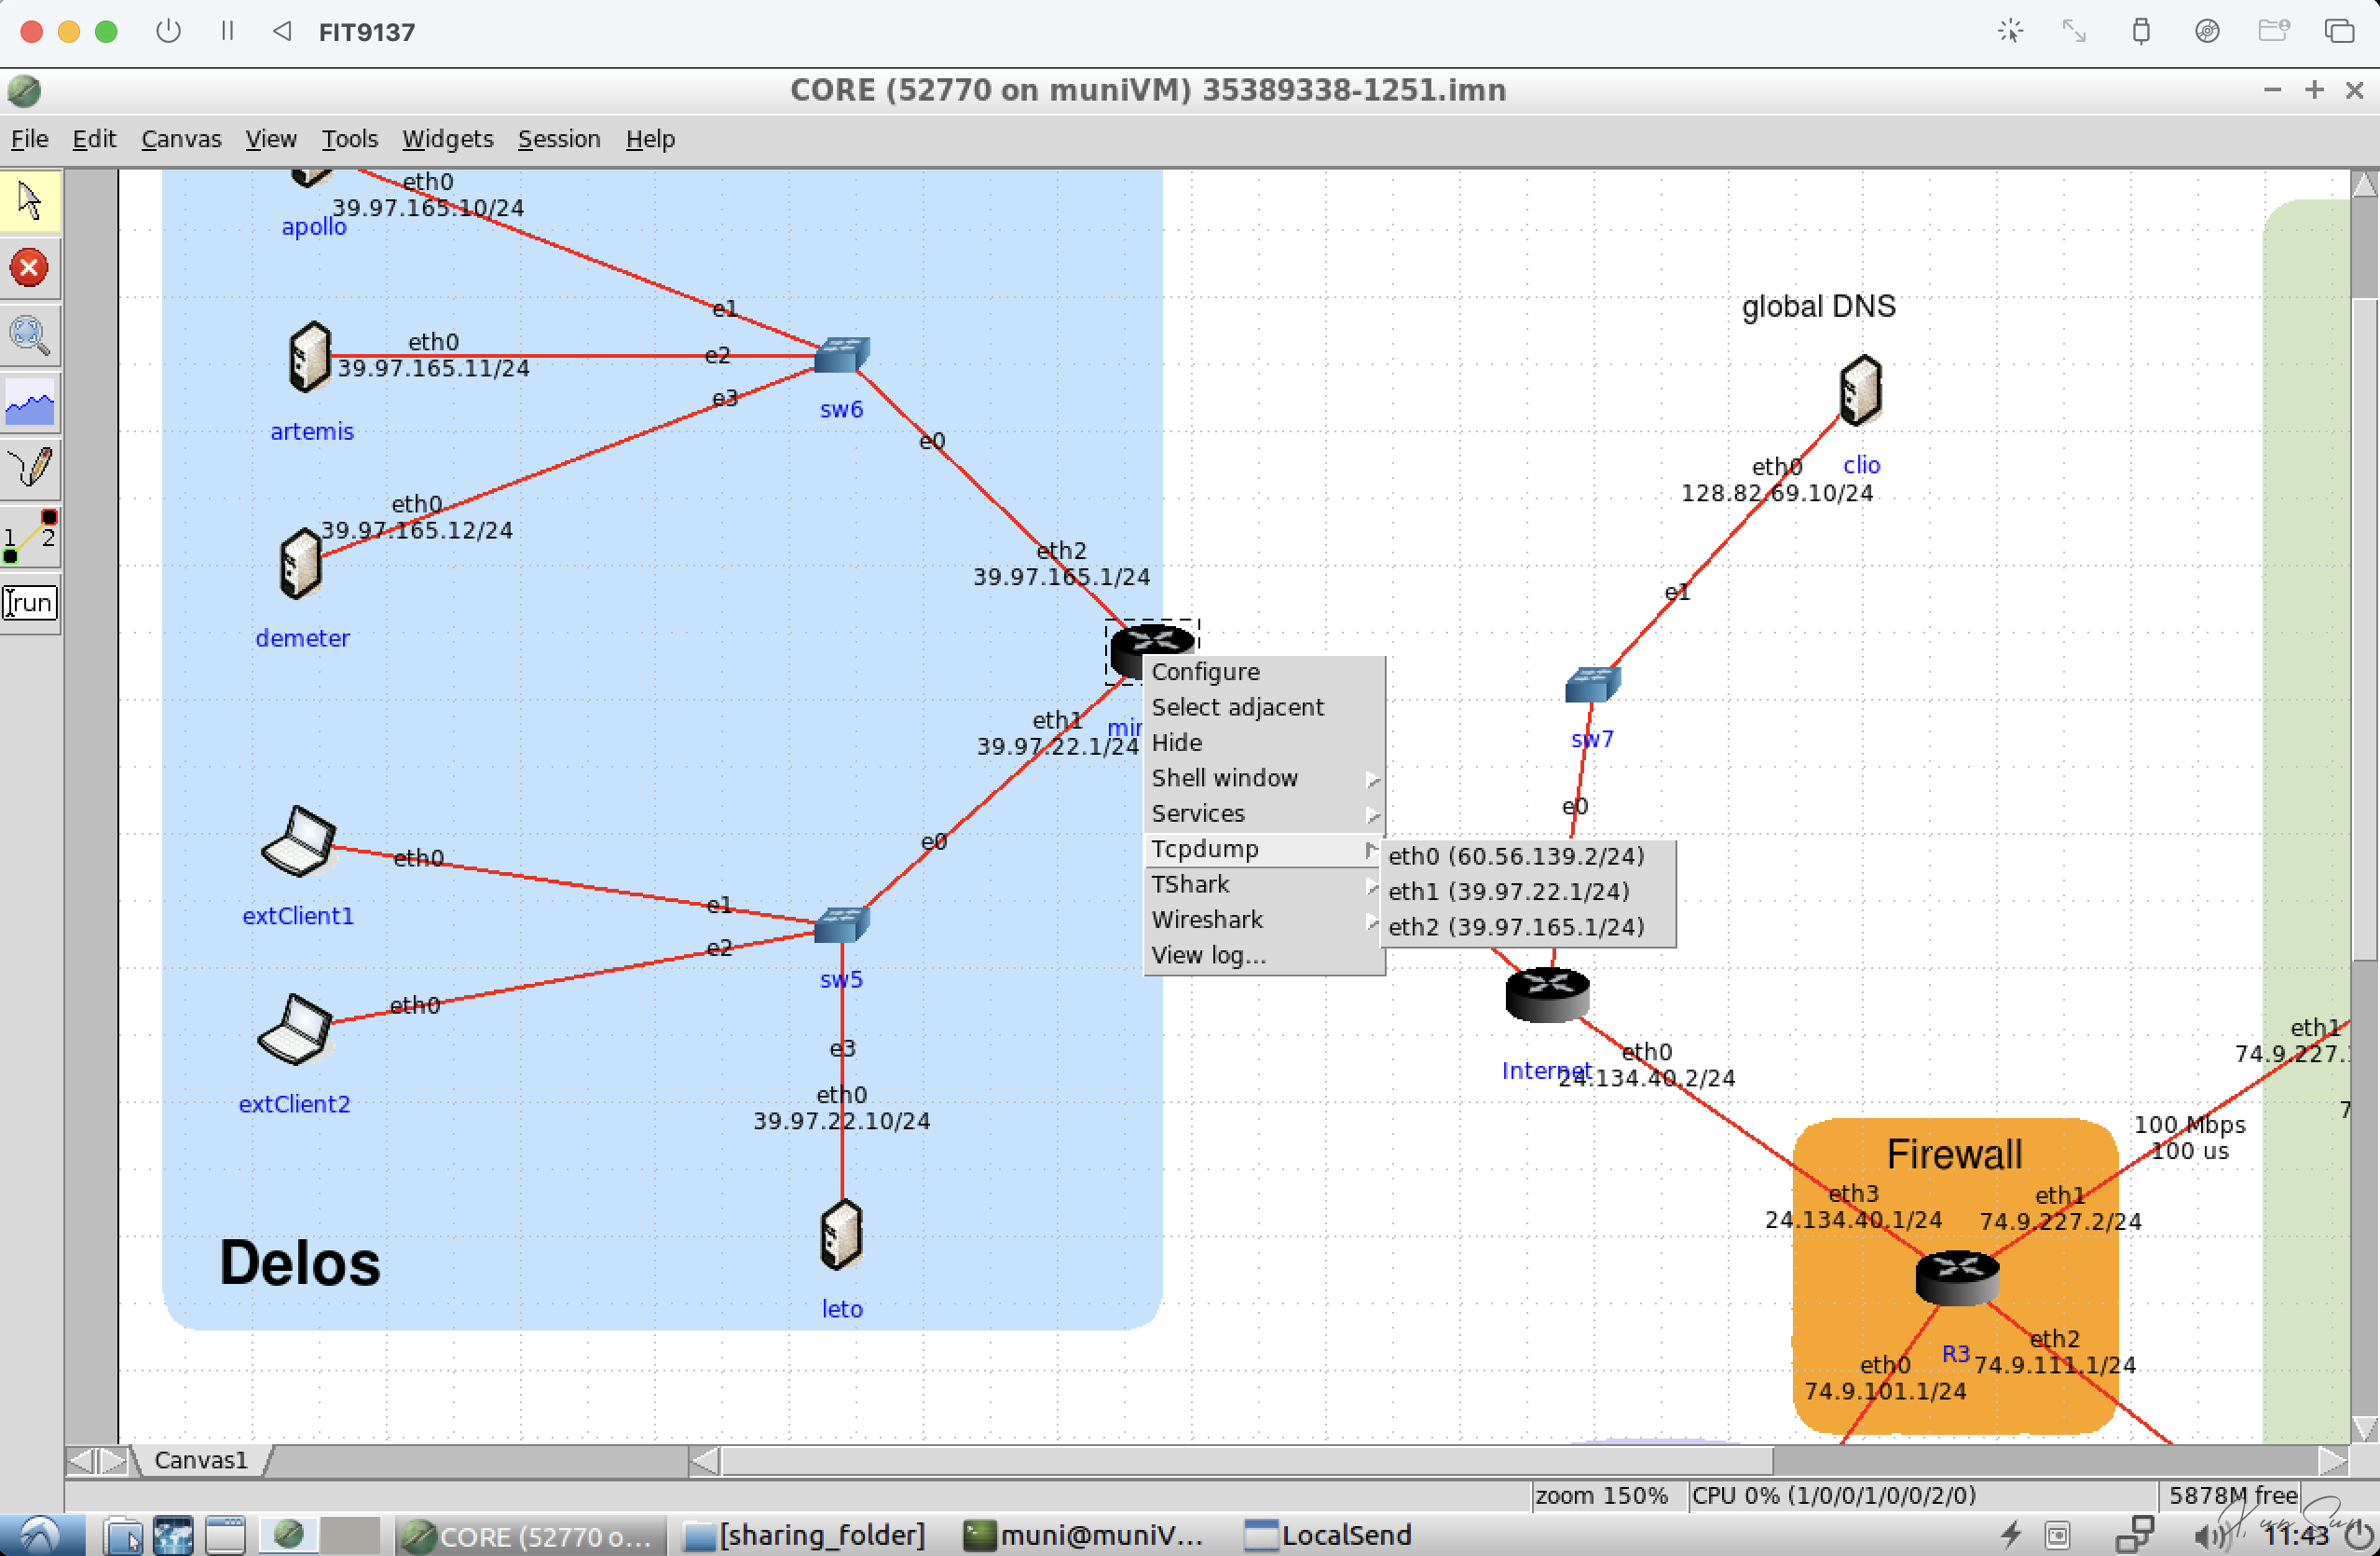 FIT9137
CORE (52770 on muniVM) 35389338-1251.imn
File Edit Canvas View Tools Widgets Session Help
eth0
39.97.165.10/24
apollo
e1
eth0
39.97.165.11/24
artemis
e2
e3
sw6
e0
eth0
39.97.165.12/24
demeter
eth2
39.97.165.1/24
global DNS
eth0
clio
128.82.69.10/24
e1
sw7
e0
1 2
run
eth1
39.97.22.1/24
Configure
Select adjacent
Hide
Shell window
Services
Tcpdump
TShark
Wireshark
View log...
eth0 (60.56.139.2/24)
eth1 (39.97.22.1/24)
eth2 (39.97.165.1/24)
extClient1
eth0
e1
e0
extClient2
eth0
e2
sw5
e3
eth0
39.97.22.10/24
leto
Delos
Internet
eth0
24.134.40.2/24
eth1
100 Mbps
100 us
Firewall
eth3
24.134.40.1/24
eth1
74.9.227.2/24
R3
eth2
74.9.111.1/24
eth0
74.9.101.1/24
Canvas1
zoom 150%
CPU 0% (1/0/0/1/0/0/2/0)
5878M free
CORE (52770 o...
[sharing_folder]
muni@muniV...
LocalSend
11:43